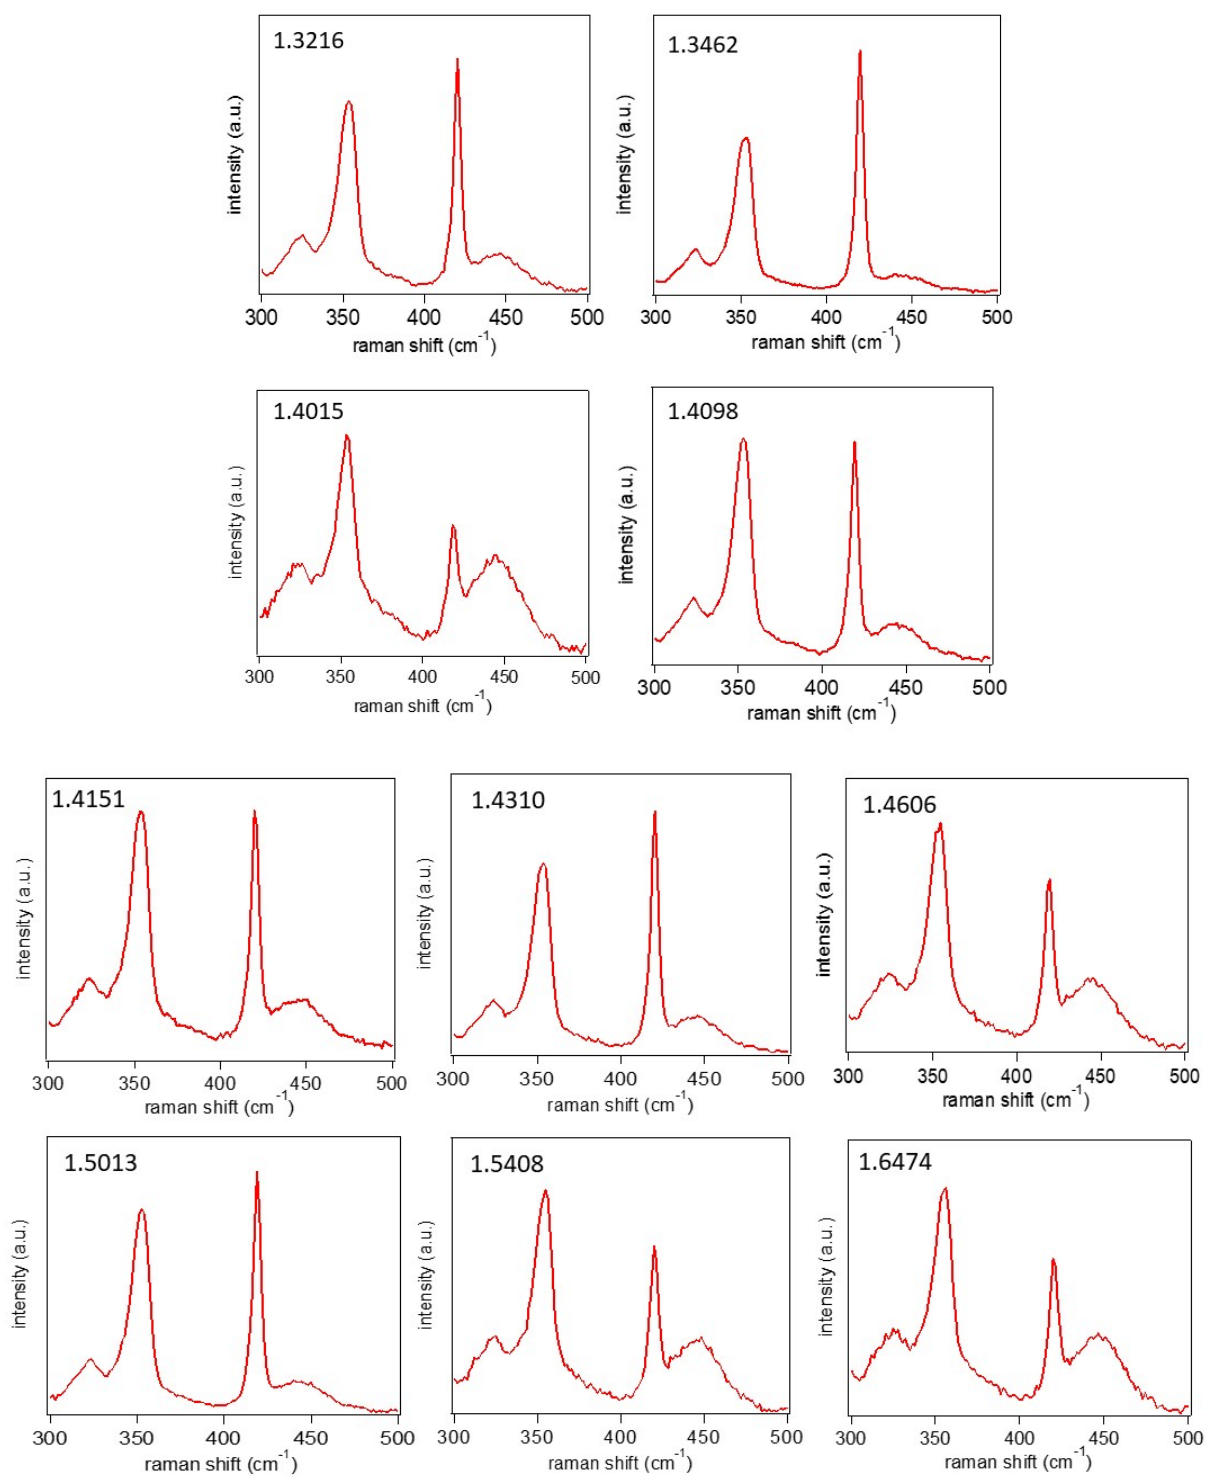 1.3216
intensity (a.u.)
300 350 400 450 500
raman shift (cm⁻¹)
1.3462
intensity (a.u.)
300 350 400 450 500
raman shift (cm⁻¹)
1.4015
intensity (a.u.)
300 350 400 450 500
raman shift (cm⁻¹)
1.4098
intensity (a.u.)
300 350 400 450 500
raman shift (cm⁻¹)
1.4151
intensity (a.u.)
300 350 400 450 500
raman shift (cm⁻¹)
1.4310
intensity (a.u.)
300 350 400 450 500
raman shift (cm⁻¹)
1.4606
intensity (a.u.)
300 350 400 450 500
raman shift (cm⁻¹)
1.5013
intensity (a.u.)
300 350 400 450 500
raman shift (cm⁻¹)
1.5408
intensity (a.u.)
300 350 400 450 500
raman shift (cm⁻¹)
1.6474
intensity (a.u.)
300 350 400 450 500
raman shift (cm⁻¹)